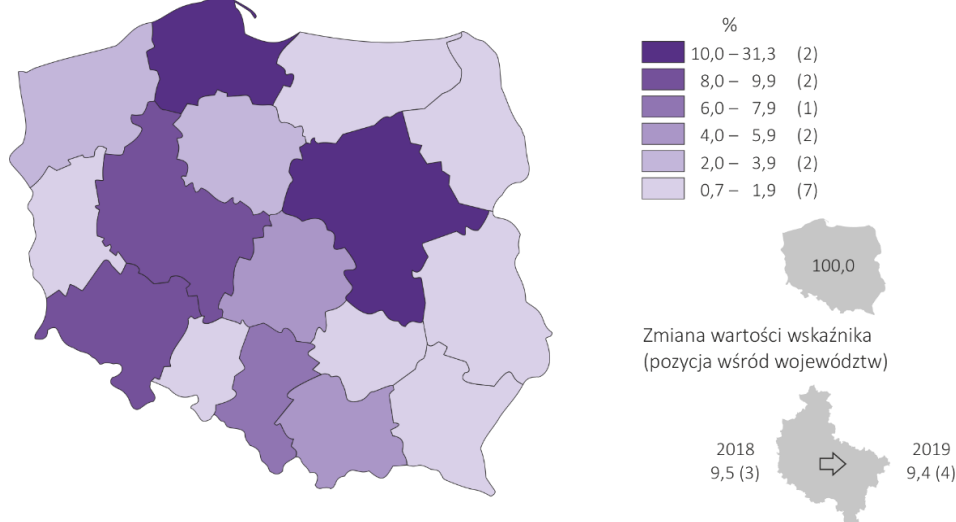 %
10,0 – 31,3 (2)
8,0 – 9,9 (2)
6,0 – 7,9 (1)
4,0 – 5,9 (2)
2,0 – 3,9 (2)
0,7 – 1,9 (7)
100,0
Zmiana wartości wskaźnika
(pozycja wśród województw)
2018
9,5 (3)
2019
9,4 (4)